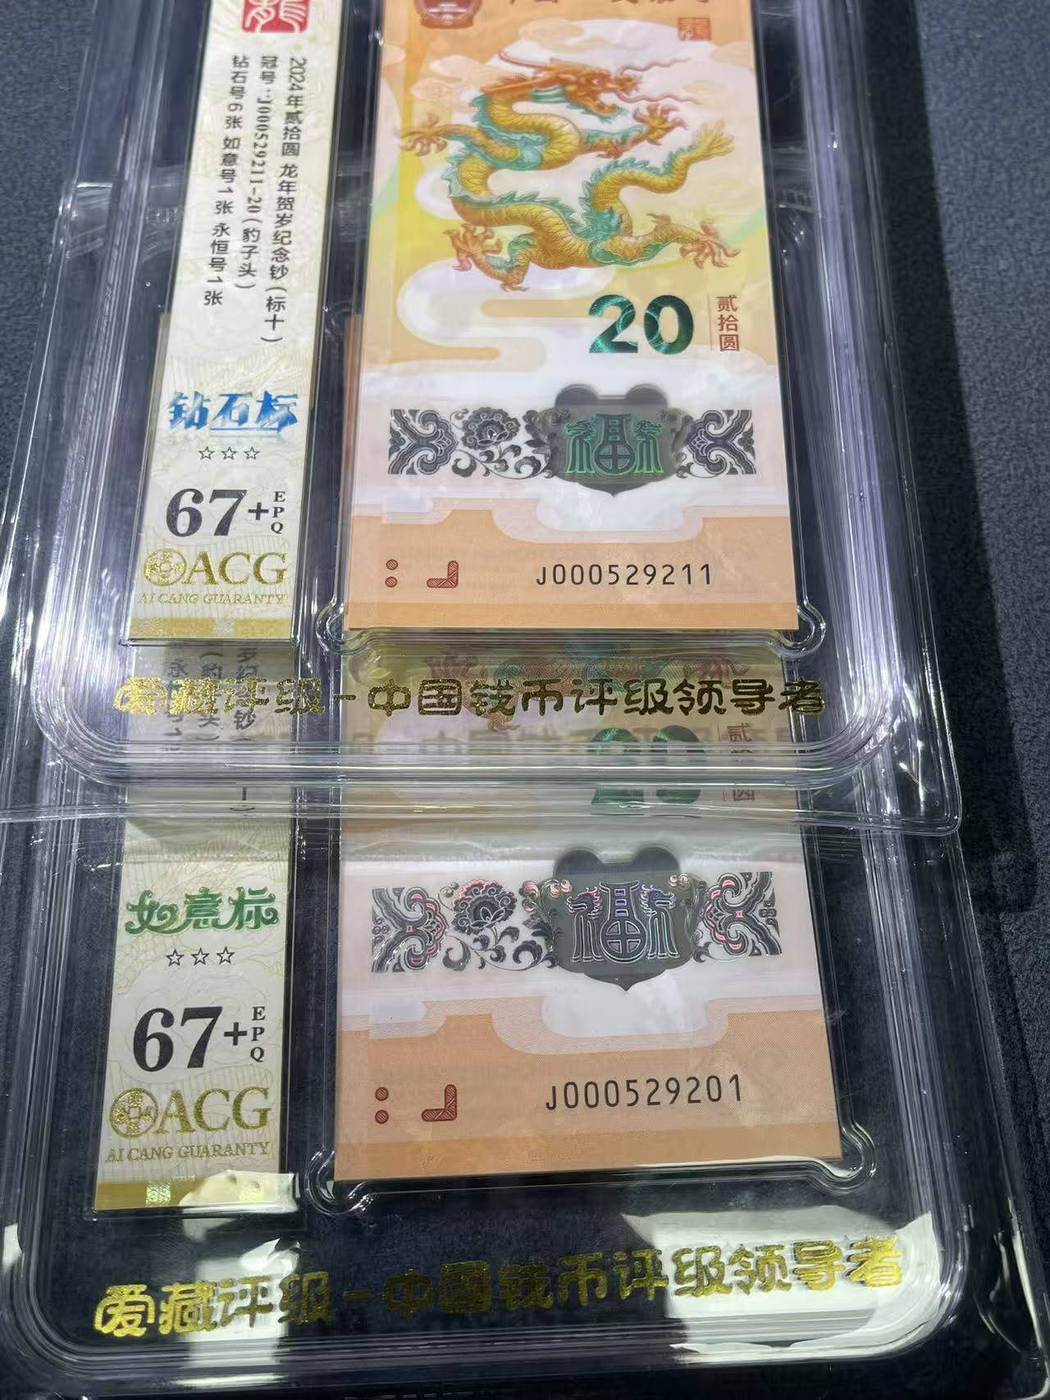 2024年贰拾圆 龙年贺岁纪念钞（标十）
冠号：J000529211-20（豹子头）
钻石号6张 如意号1张 永恒号1张
钻石标
☆☆☆
67+EPQ
ACG
AI CANG GUARANTY
20
贰拾圆
福
J000529211
爱藏评级-中国钱币评级领导者
如意标
☆☆☆
67+EPQ
ACG
AI CANG GUARANTY
福
J000529201
爱藏评级-中国钱币评级领导者